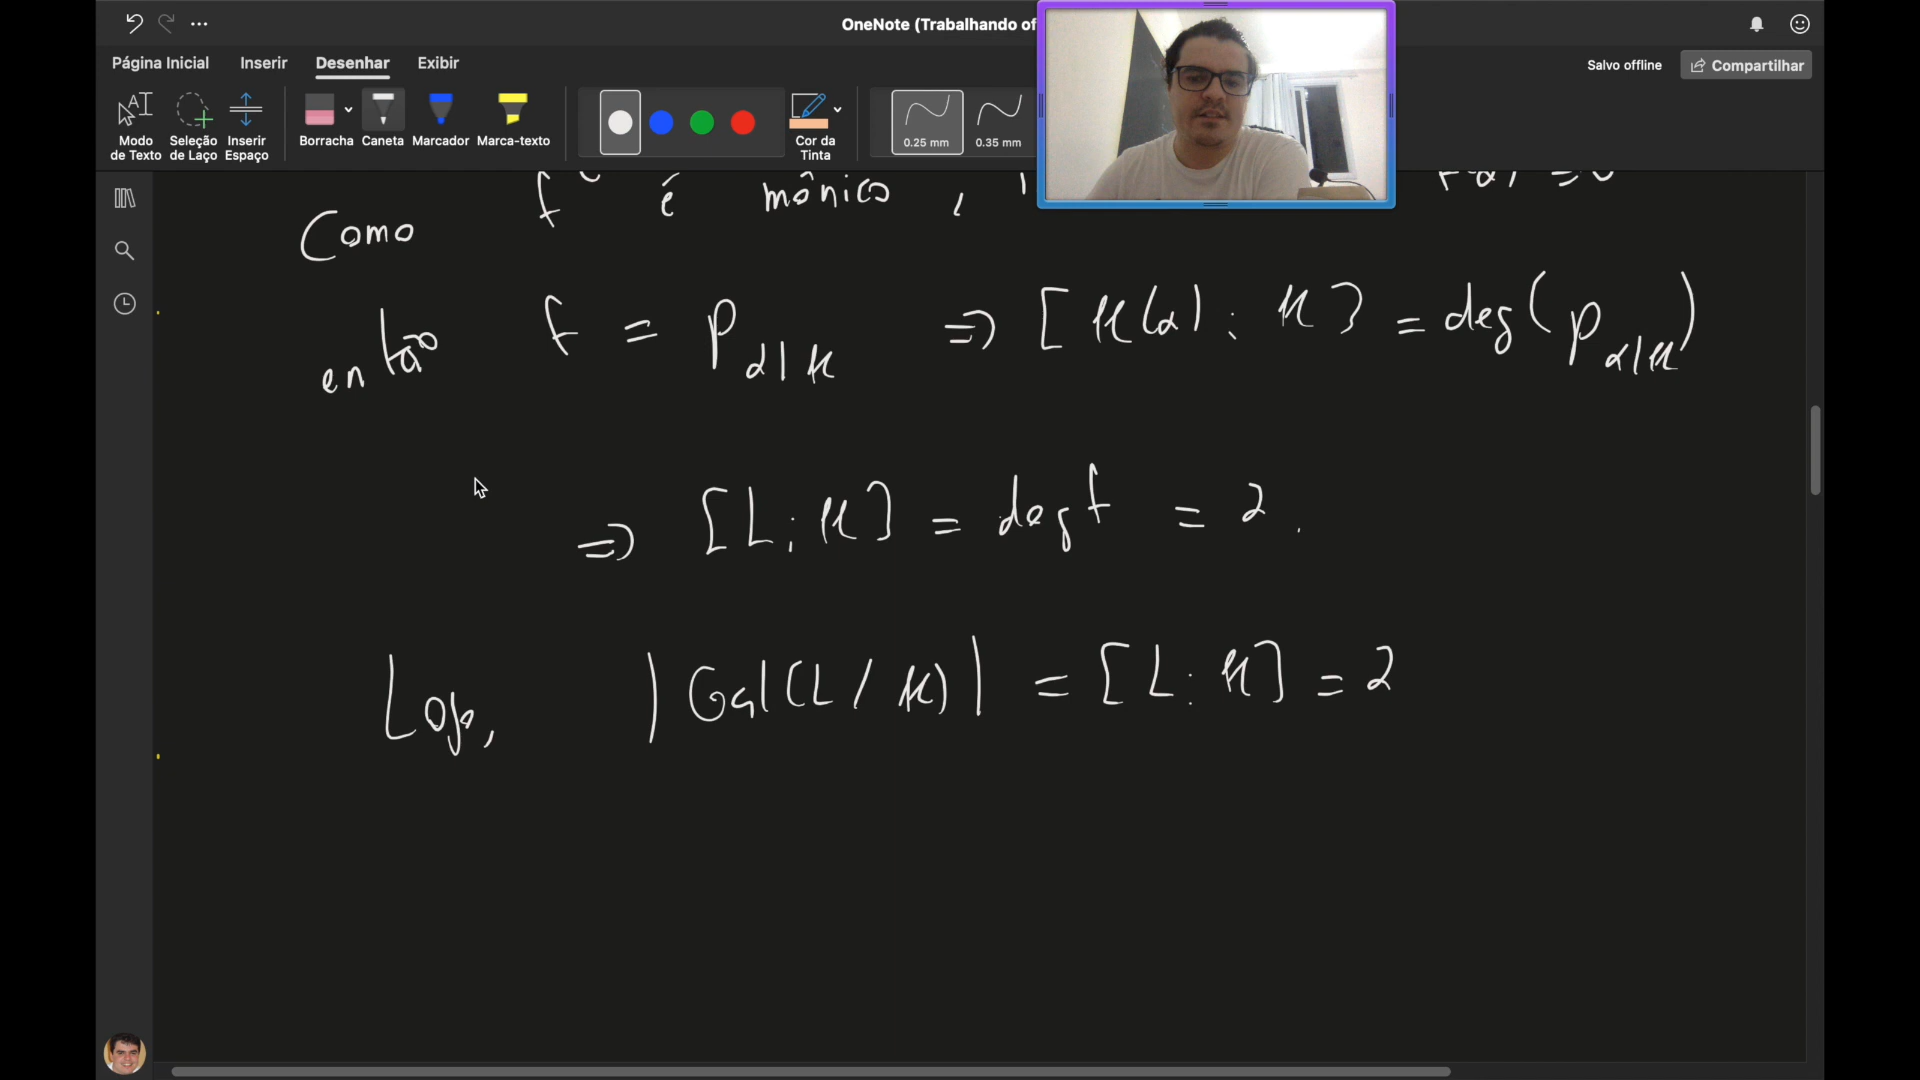 OneNote (Trabalhando of
Página Inicial Inserir Desenhar Exibir
Salvo offline Compartilhar
Modo de Texto Seleção de Laço Inserir Espaço Borracha Caneta Marcador Marca-texto Cor da Tinta 0.25 mm 0.35 mm
Como f é mônico,
então f = p_{α|K} => [K(α) : K] = deg(p_{α|K})
=> [L : K] = deg f = 2.
Logo, |Gal(L/K)| = [L : K] = 2